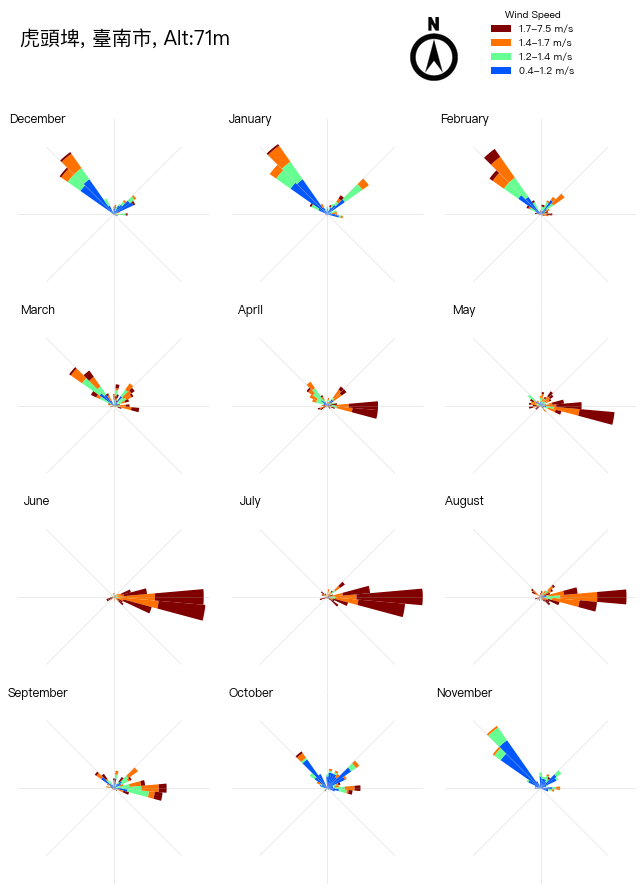 虎頭埤, 臺南市, Alt:71m
N
Wind Speed
1.7–7.5 m/s
1.4–1.7 m/s
1.2–1.4 m/s
0.4–1.2 m/s
December
January
February
March
April
May
June
July
August
September
October
November